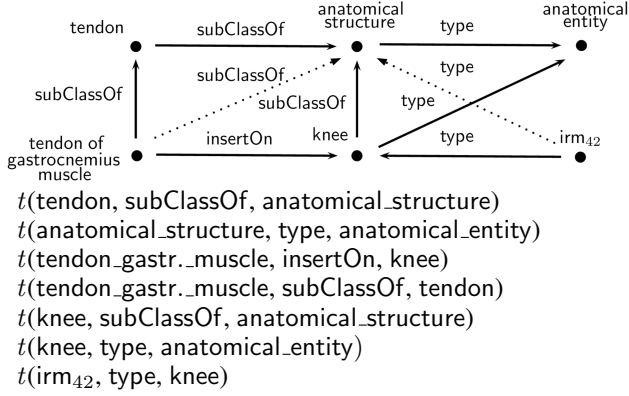 anatomical
structure
anatomical
entity
tendon
subClassOf
type
subClassOf
type
subClassOf
subClassOf
type
tendon of
gastrocnemius
muscle
insertOn
knee
type
irm₄₂
t(tendon, subClassOf, anatomical_structure)
t(anatomical_structure, type, anatomical_entity)
t(tendon_gastr._muscle, insertOn, knee)
t(tendon_gastr._muscle, subClassOf, tendon)
t(knee, subClassOf, anatomical_structure)
t(knee, type, anatomical_entity)
t(irm₄₂, type, knee)